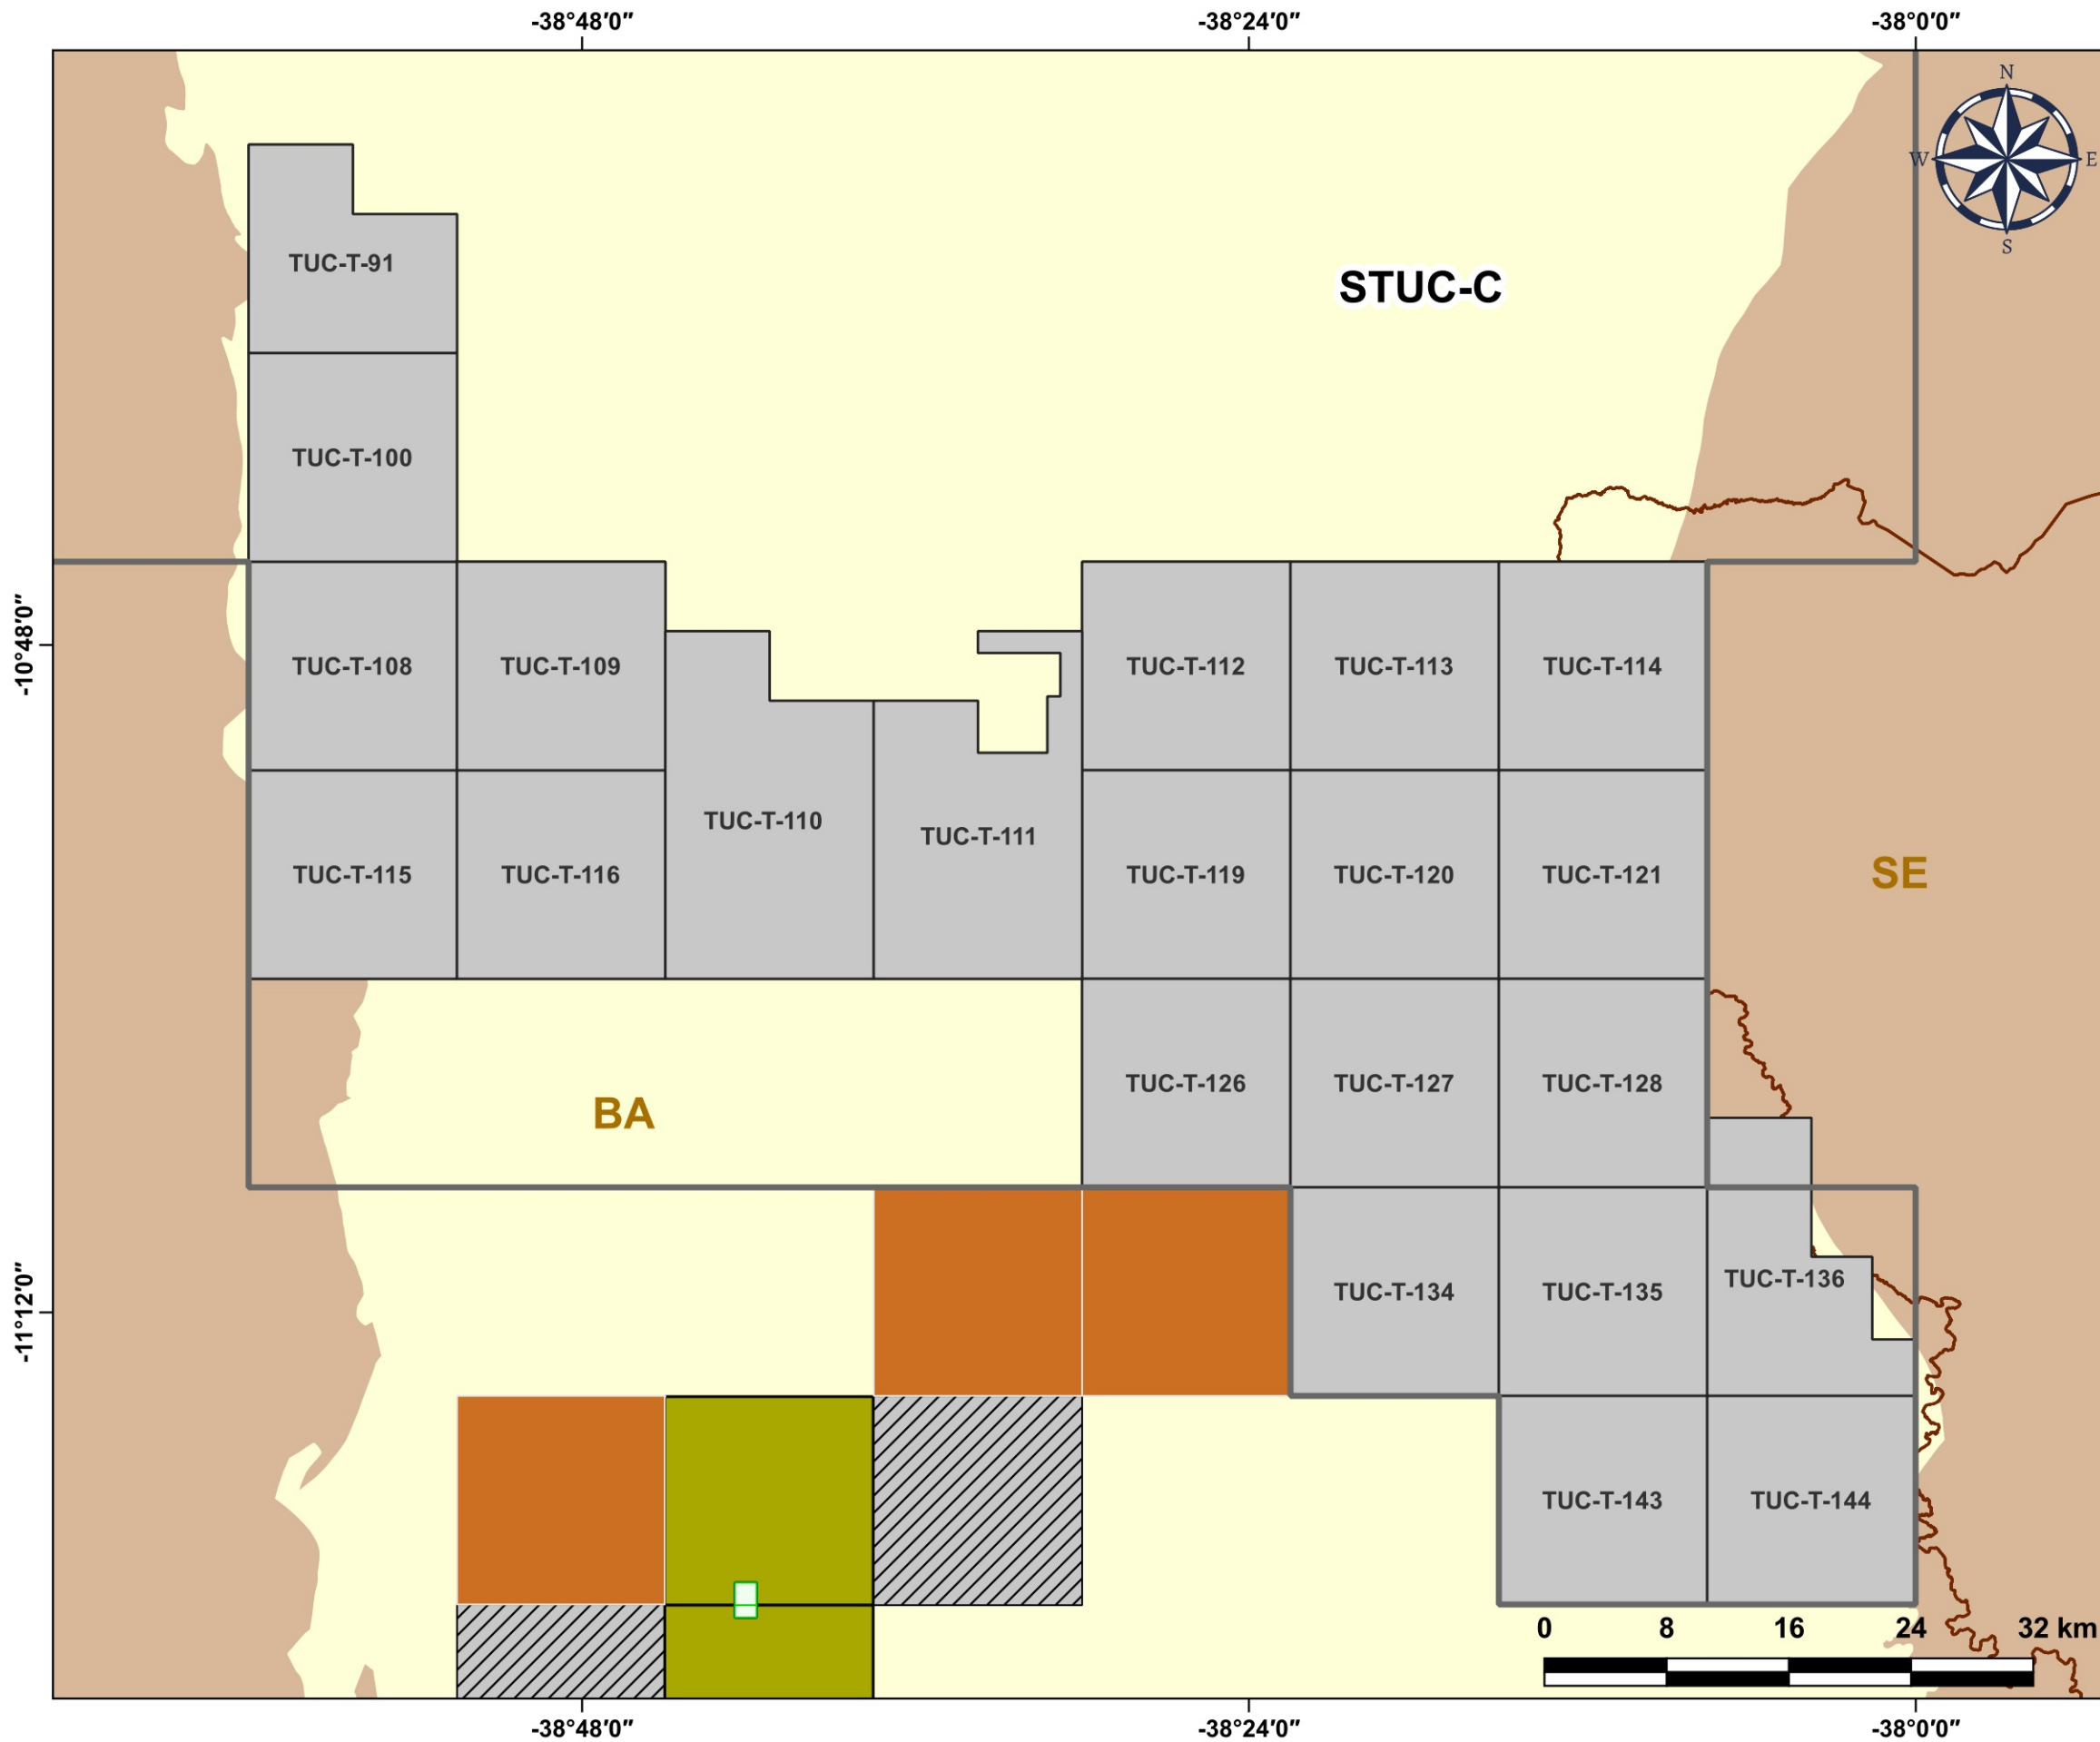 -38°48'0"
-38°24'0"
-38°0'0"
N
W
E
S
TUC-T-91
STUC-C
TUC-T-100
-10°48'0"
TUC-T-108
TUC-T-109
TUC-T-112
TUC-T-113
TUC-T-114
TUC-T-110
TUC-T-111
TUC-T-115
TUC-T-116
TUC-T-119
TUC-T-120
TUC-T-121
SE
BA
TUC-T-126
TUC-T-127
TUC-T-128
-11°12'0"
TUC-T-134
TUC-T-135
TUC-T-136
TUC-T-143
TUC-T-144
0 8 16 24 32 km
-38°48'0"
-38°24'0"
-38°0'0"